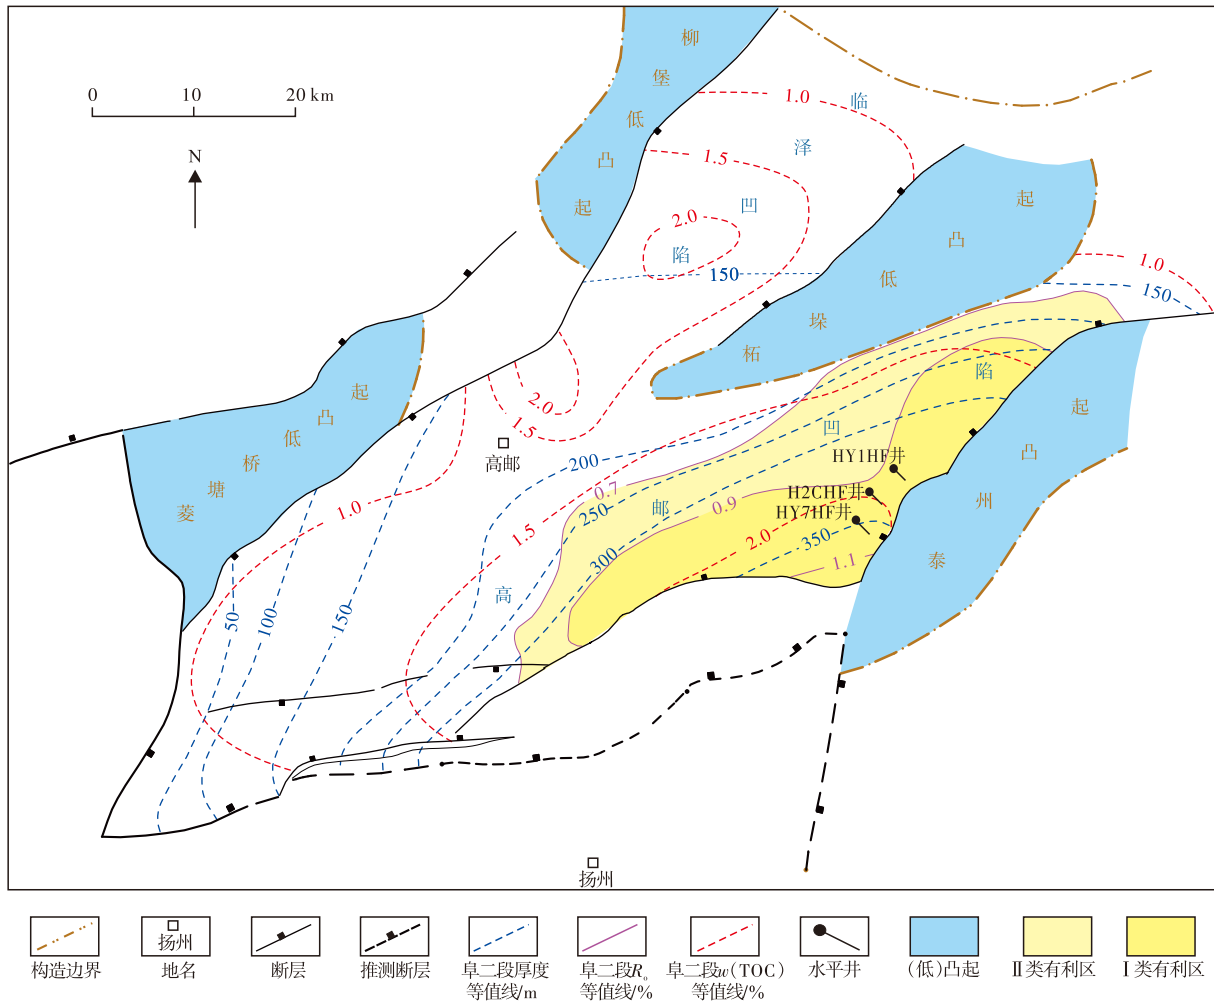 0 10 20 km
N
柳堡低凸起
临泽凹陷
柘垛低凸起
菱塘桥低凸起
高邮凹陷
泰州凸起
1.0
1.5
2.0
150
1.0
150
2.0
1.5
高邮
200
1.0
0.7
250
1.5
300
0.9
HY1HF井
H2CHF井
HY7HF井
2.0
350
1.1
50
100
150
扬州
构造边界
扬州
地名
断层
推测断层
阜二段厚度
等值线/m
阜二段Ro
等值线/%
阜二段w(TOC)
等值线/%
水平井
(低)凸起
Ⅱ类有利区
Ⅰ类有利区